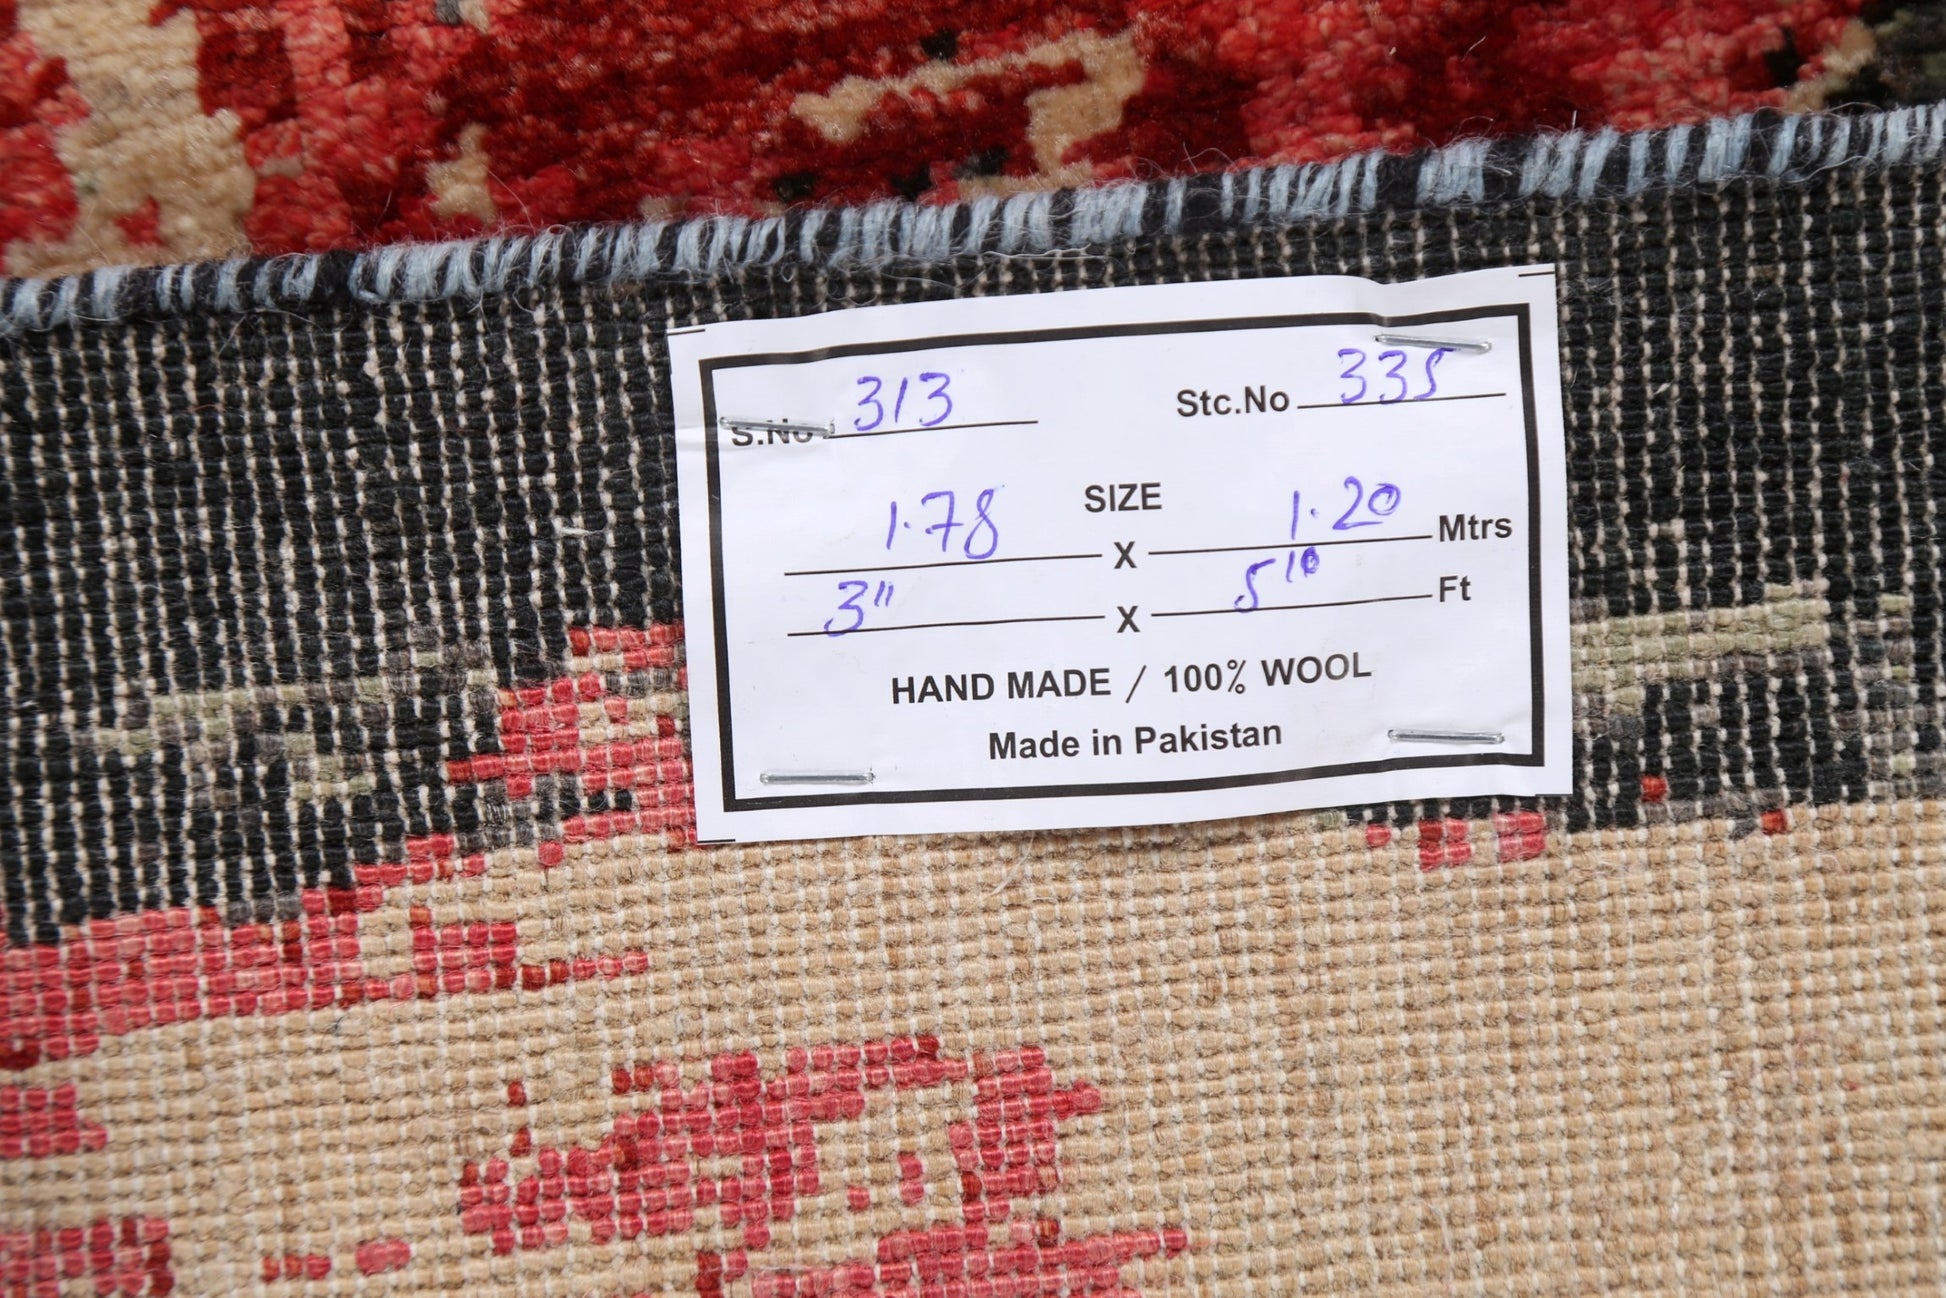 S.No 313 Stc.No 335
SIZE
1.78 X 1.20 Mtrs
3" X 5'10 Ft
HAND MADE / 100% WOOL
Made in Pakistan